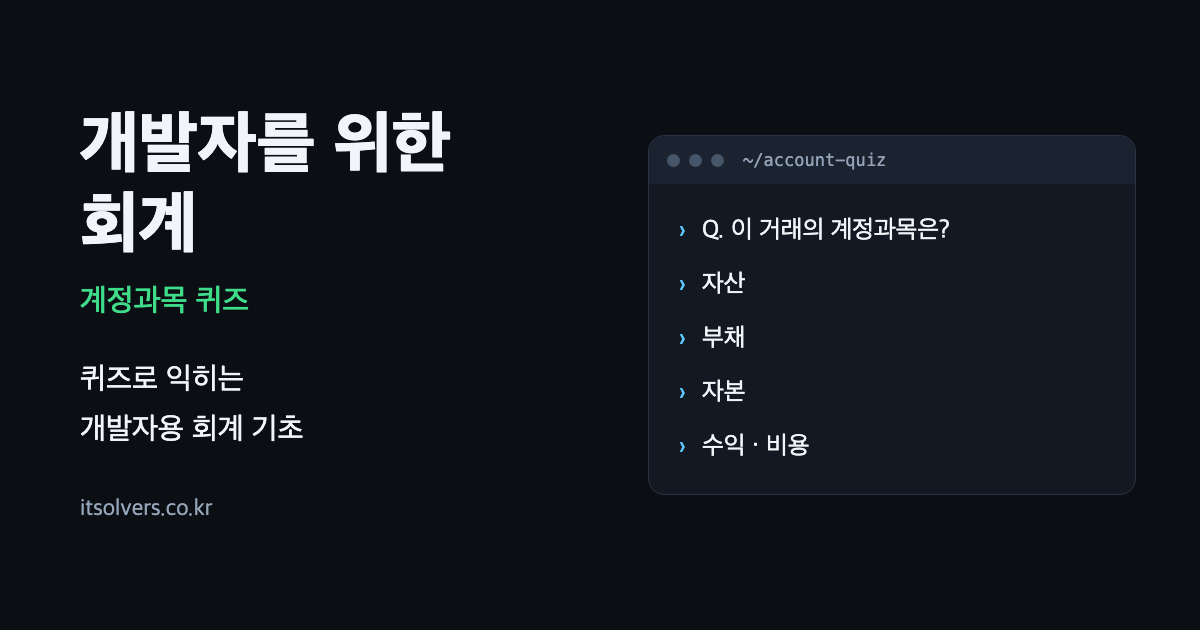 개발자를 위한
회계
계정과목 퀴즈
퀴즈로 익히는
개발자용 회계 기초
itsolvers.co.kr
~/account-quiz
› Q. 이 거래의 계정과목은?
› 자산
› 부채
› 자본
› 수익 · 비용